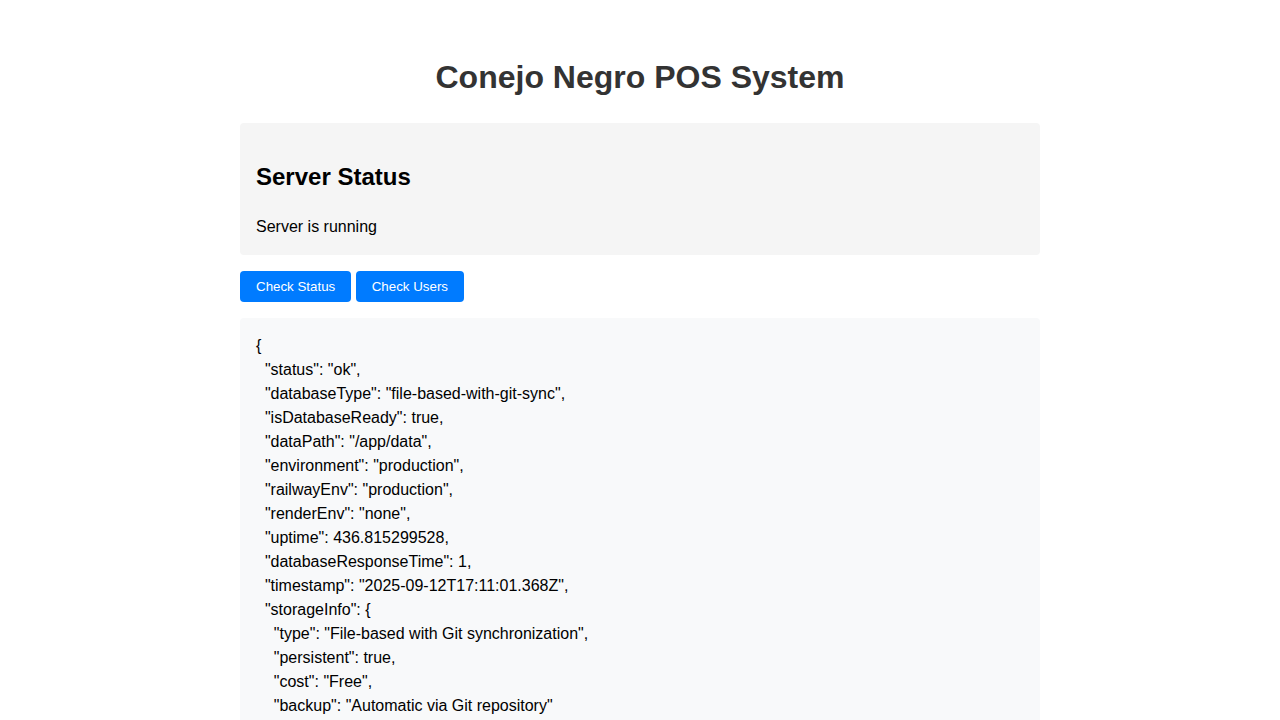 Conejo Negro POS System
Server Status
Server is running
Check Status Check Users
{
  "status": "ok",
  "databaseType": "file-based-with-git-sync",
  "isDatabaseReady": true,
  "dataPath": "/app/data",
  "environment": "production",
  "railwayEnv": "production",
  "renderEnv": "none",
  "uptime": 436.815299528,
  "databaseResponseTime": 1,
  "timestamp": "2025-09-12T17:11:01.368Z",
  "storageInfo": {
    "type": "File-based with Git synchronization",
    "persistent": true,
    "cost": "Free",
    "backup": "Automatic via Git repository"